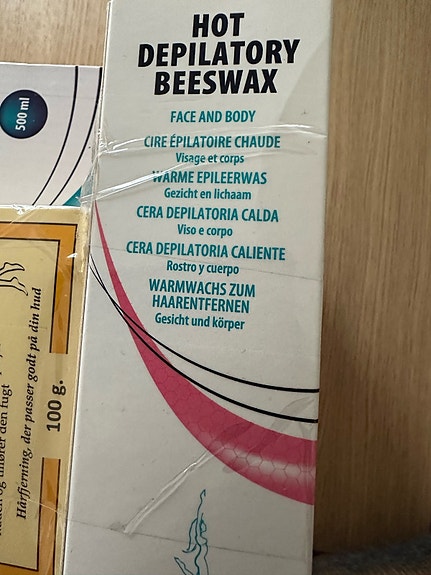 HOT
DEPILATORY
BEESWAX
FACE AND BODY
CIRE ÉPILATOIRE CHAUDE
Visage et corps
WARME EPILEERWAS
Gezicht en lichaam
CERA DEPILATORIA CALDA
Viso e corpo
CERA DEPILATORIA CALIENTE
Rostro y cuerpo
WARMWACHS ZUM
HAARENTFERNEN
Gesicht und körper
500 ml
100 g.
Hårfjerning, der passer godt på din hud
den fugt